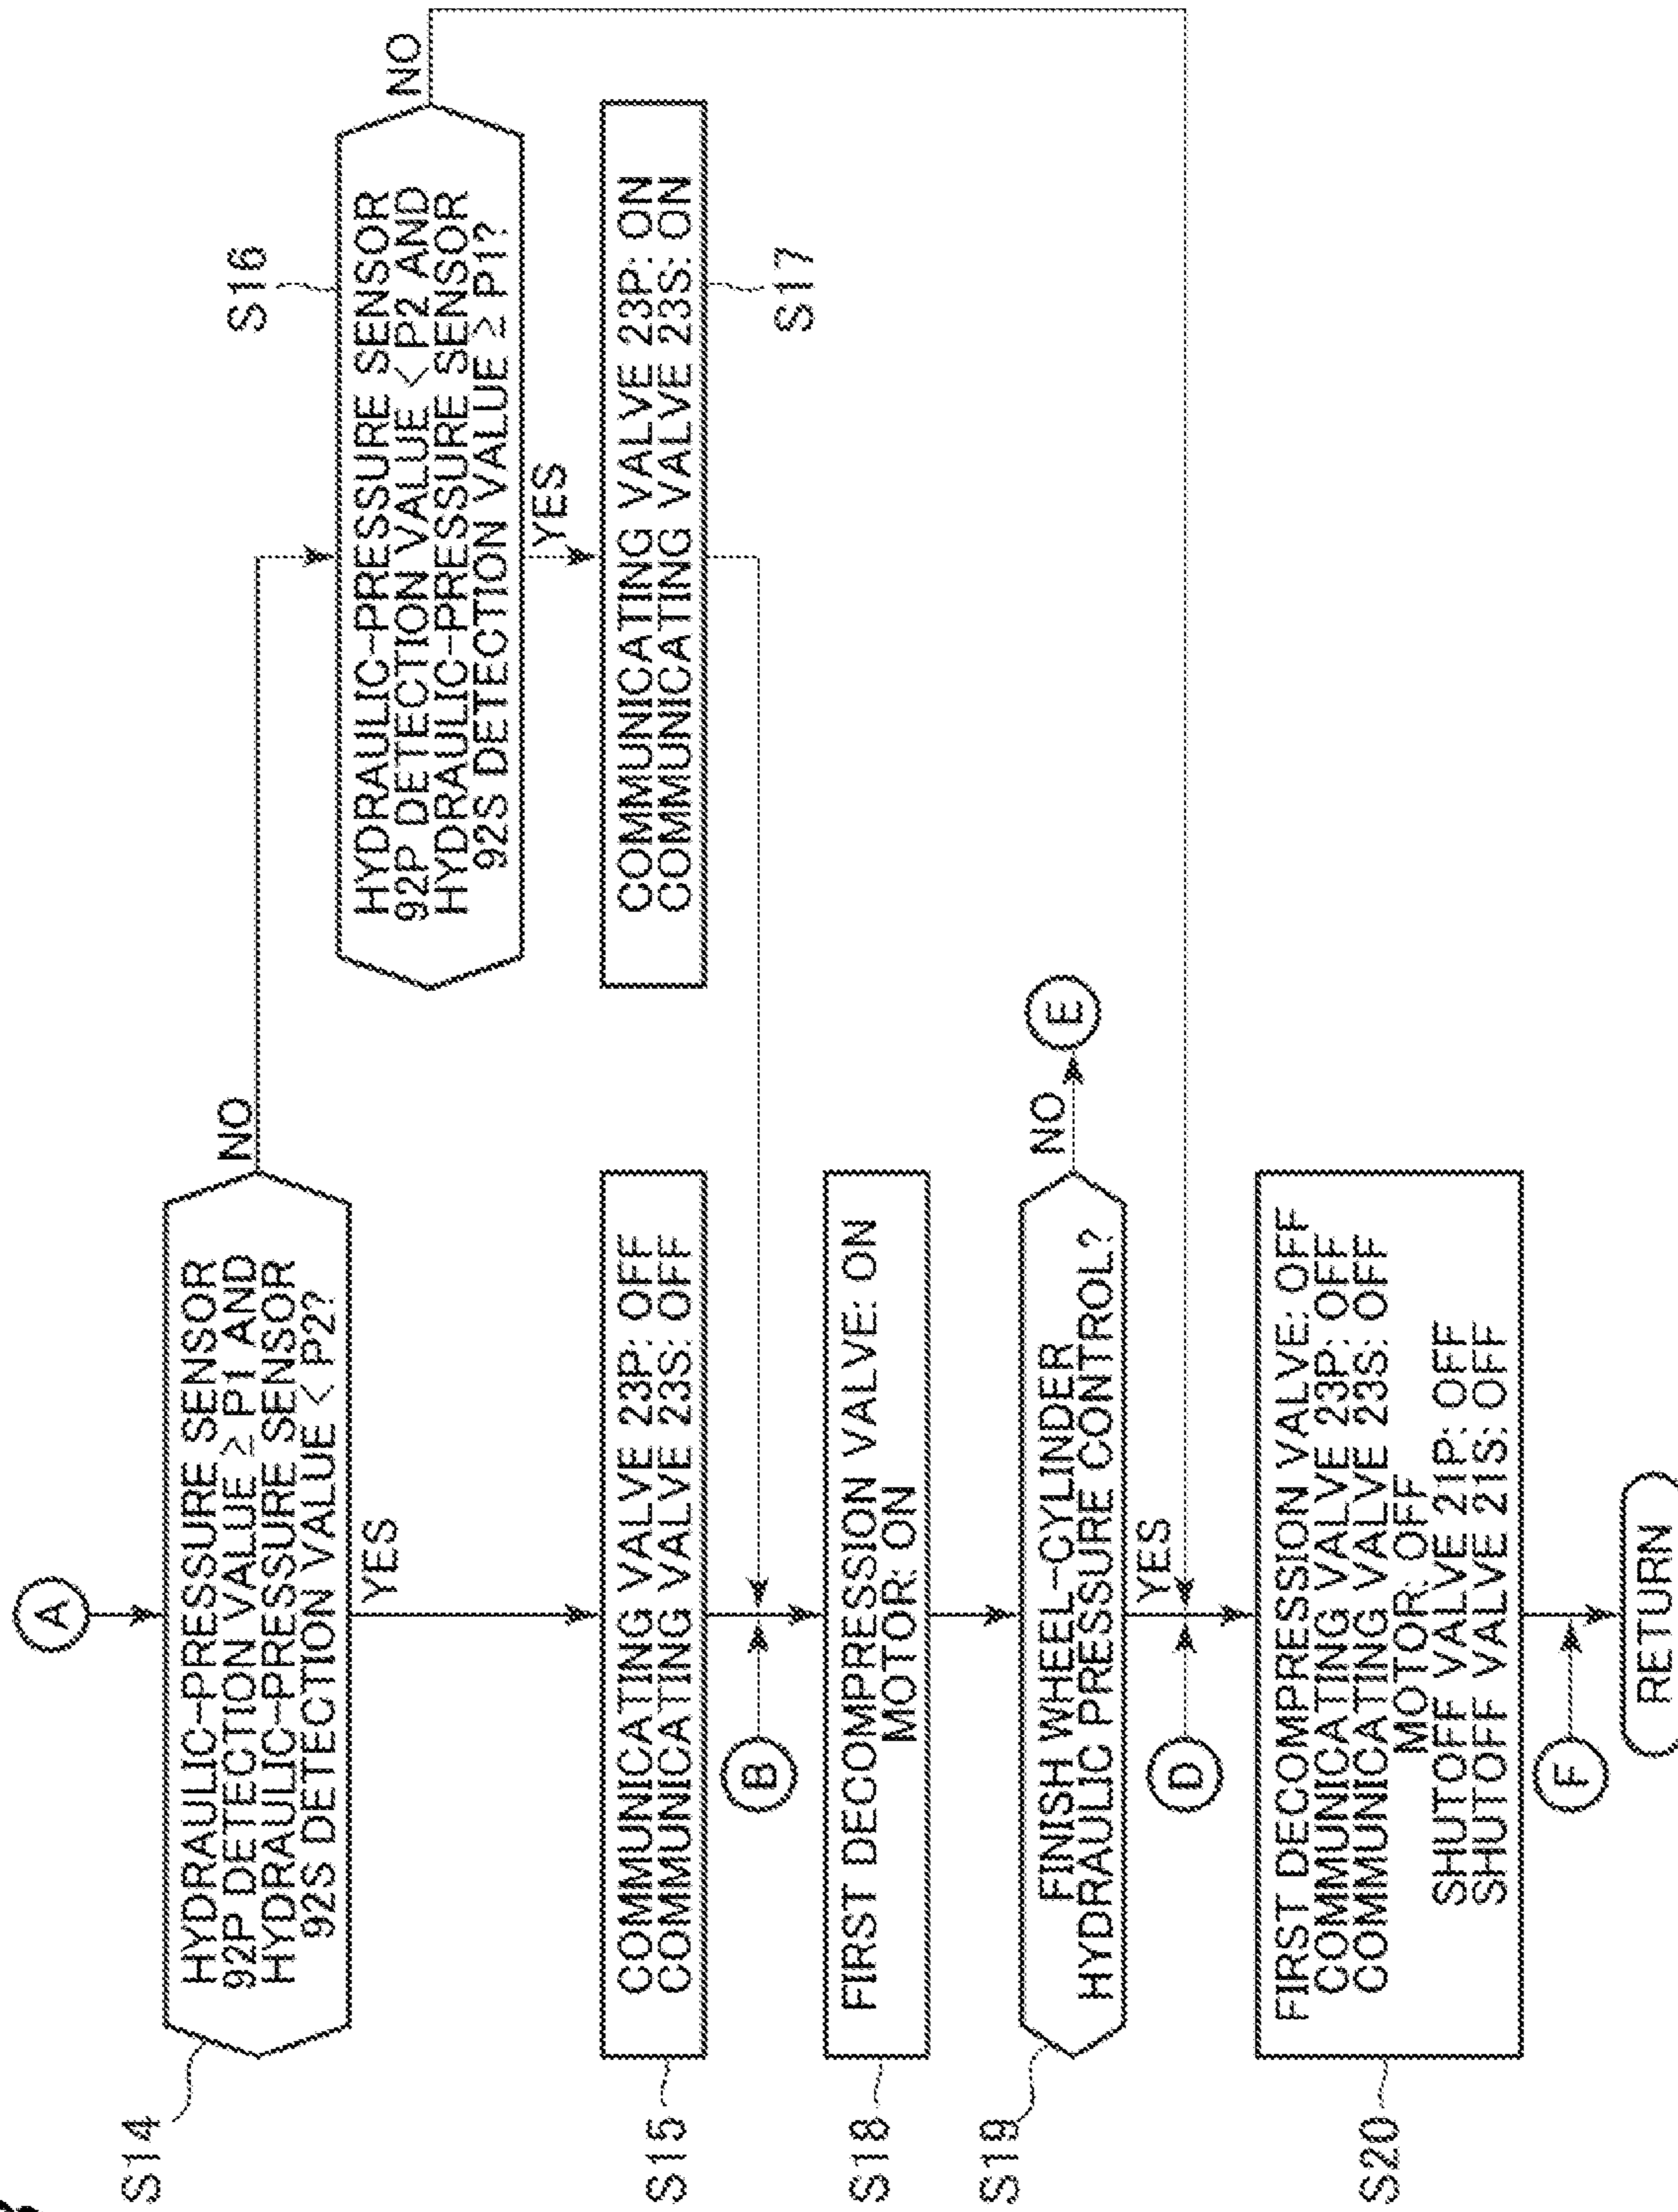 A
S14
HYDRAULIC-PRESSURE SENSOR
92P DETECTION VALUE ≥ P1 AND
HYDRAULIC-PRESSURE SENSOR
92S DETECTION VALUE < P2?
NO
YES
S16
HYDRAULIC-PRESSURE SENSOR
92P DETECTION VALUE < P2 AND
HYDRAULIC-PRESSURE SENSOR
92S DETECTION VALUE ≥ P1?
NO
YES
S15
COMMUNICATING VALVE 23P: OFF
COMMUNICATING VALVE 23S: OFF
COMMUNICATING VALVE 23P: ON
COMMUNICATING VALVE 23S: ON
S17
B
S18
FIRST DECOMPRESSION VALVE: ON
MOTOR: ON
S19
FINISH WHEEL-CYLINDER
HYDRAULIC PRESSURE CONTROL?
NO
E
YES
D
S20
FIRST DECOMPRESSION VALVE: OFF
COMMUNICATING VALVE 23P: OFF
COMMUNICATING VALVE 23S: OFF
MOTOR: OFF
SHUTOFF VALVE 21P: OFF
SHUTOFF VALVE 21S: OFF
F
RETURN